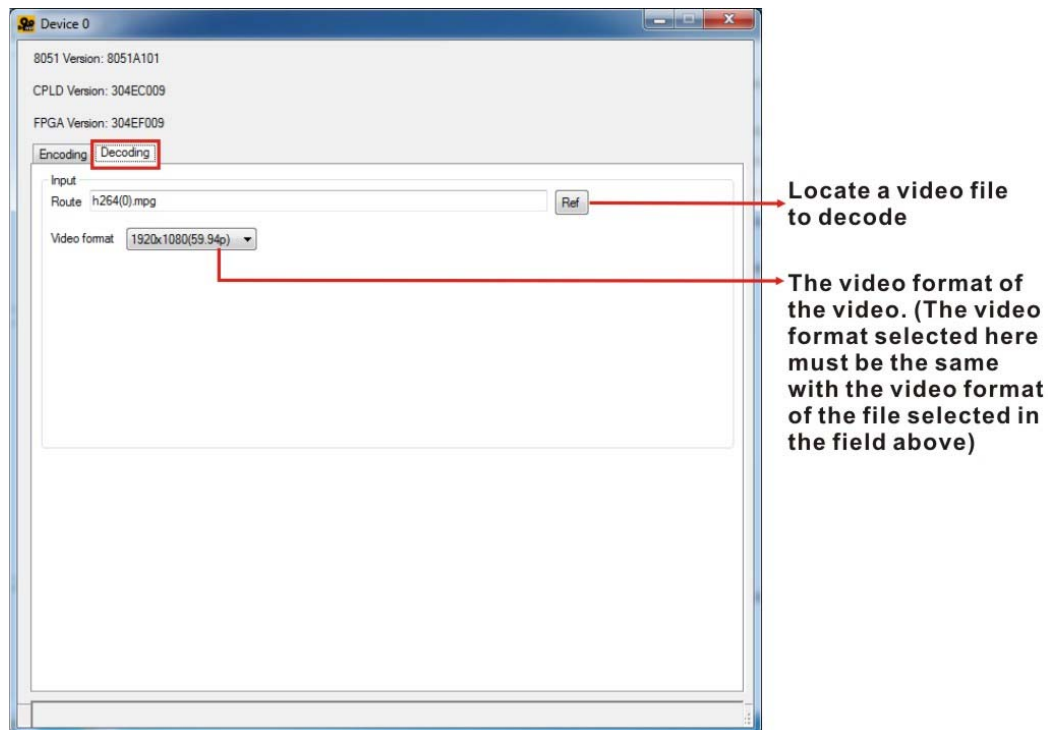 Device 0
8051 Version: 8051A101
CPLD Version: 304EC009
FPGA Version: 304EF009
Encoding Decoding
Input
Route h264(0).mpg Ref
Video format 1920x1080(59.94p)
Locate a video file
to decode
The video format of
the video. (The video
format selected here
must be the same
with the video format
of the file selected in
the field above)